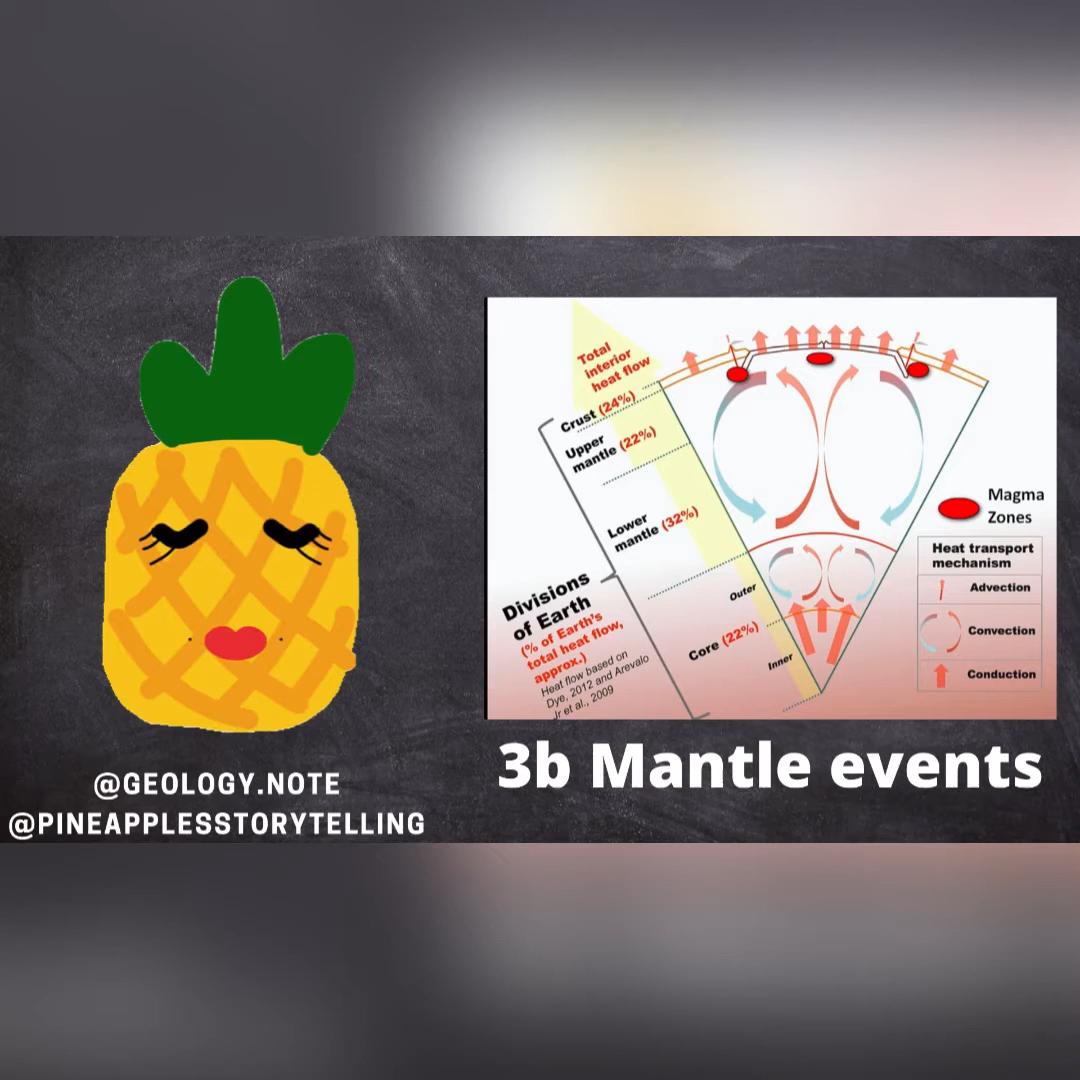 @GEOLOGY.NOTE
@PINEAPPLESSTORYTELLING
Total
interior
heat flow
Crust (24%)
Upper
mantle (22%)
Lower
mantle (32%)
Outer
Core (22%)
Inner
Divisions
of Earth
(% of Earth's
total heat flow,
approx.)
Heat flow based on
Dye, 2012 and Arevalo
Jr et al., 2009
Magma
Zones
Heat transport
mechanism
Advection
Convection
Conduction
3b Mantle events